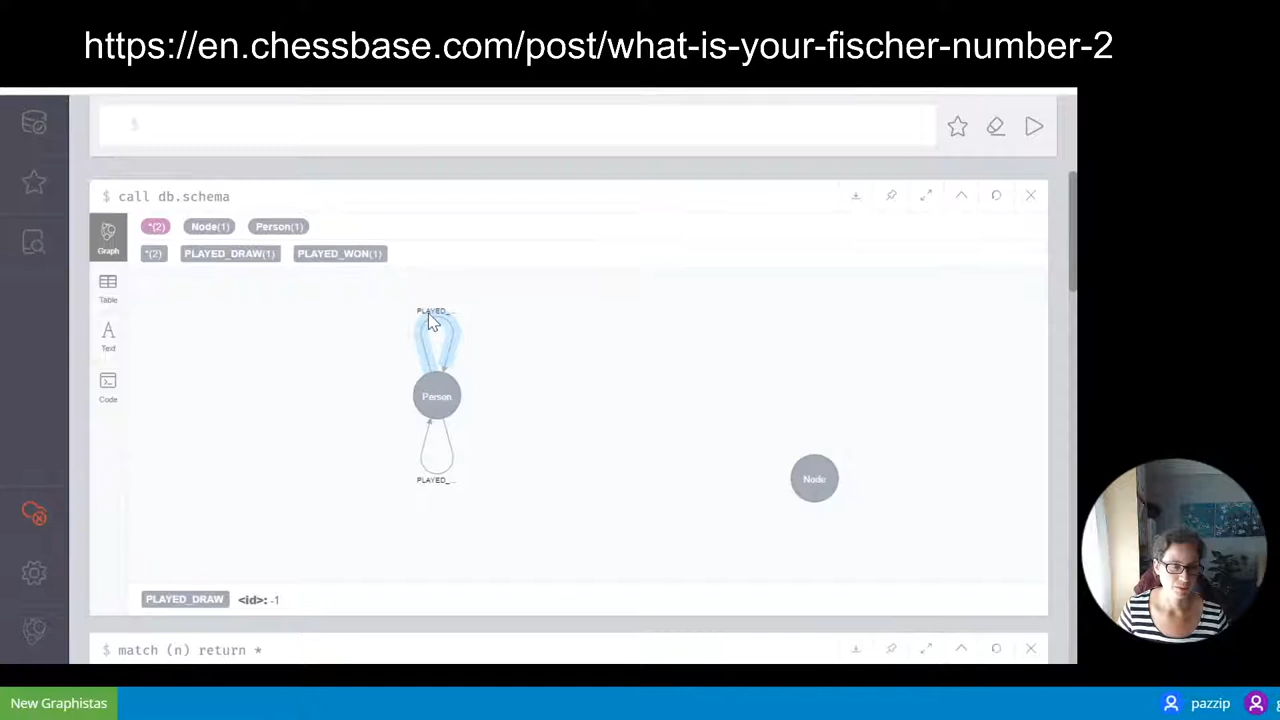 https://en.chessbase.com/post/what-is-your-fischer-number-2
$
$ call db.schema
*(2) Node(1) Person(1)
*(2) PLAYED_DRAW(1) PLAYED_WON(1)
Graph
Table
Text
Code
PLAYED_...
Person
PLAYED_...
Node
PLAYED_DRAW <id>: -1
$ match (n) return *
New Graphistas
pazzip